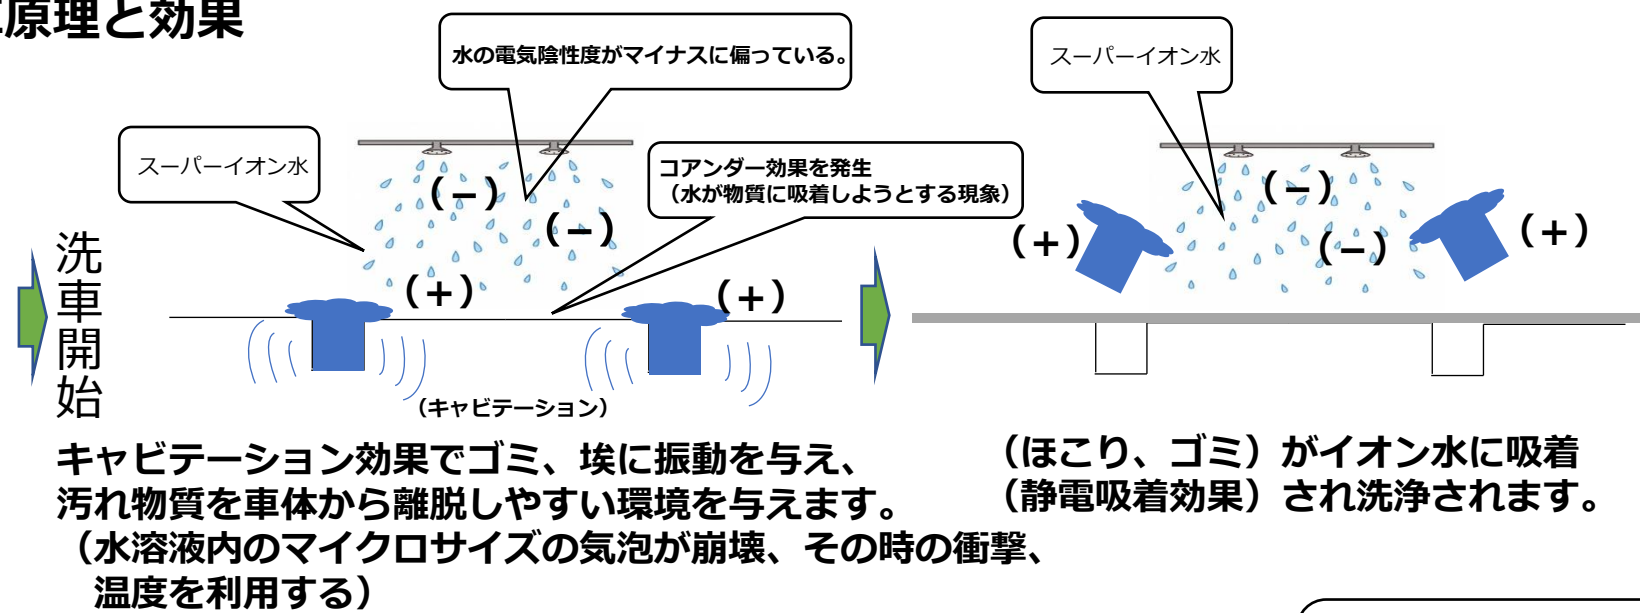 原理と効果
水の電気陰性度がマイナスに偏っている。
スーパーイオン水
コアンダー効果を発生
（水が物質に吸着しようとする現象）
（－）
（－）
（＋）
（＋）
洗車開始
（キャビテーション）
キャビテーション効果でゴミ、埃に振動を与え、
汚れ物質を車体から離脱しやすい環境を与えます。
（水溶液内のマイクロサイズの気泡が崩壊、その時の衝撃、
温度を利用する）
スーパーイオン水
（－）
（－）
（＋）
（＋）
（ほこり、ゴミ）がイオン水に吸着
（静電吸着効果）され洗浄されます。